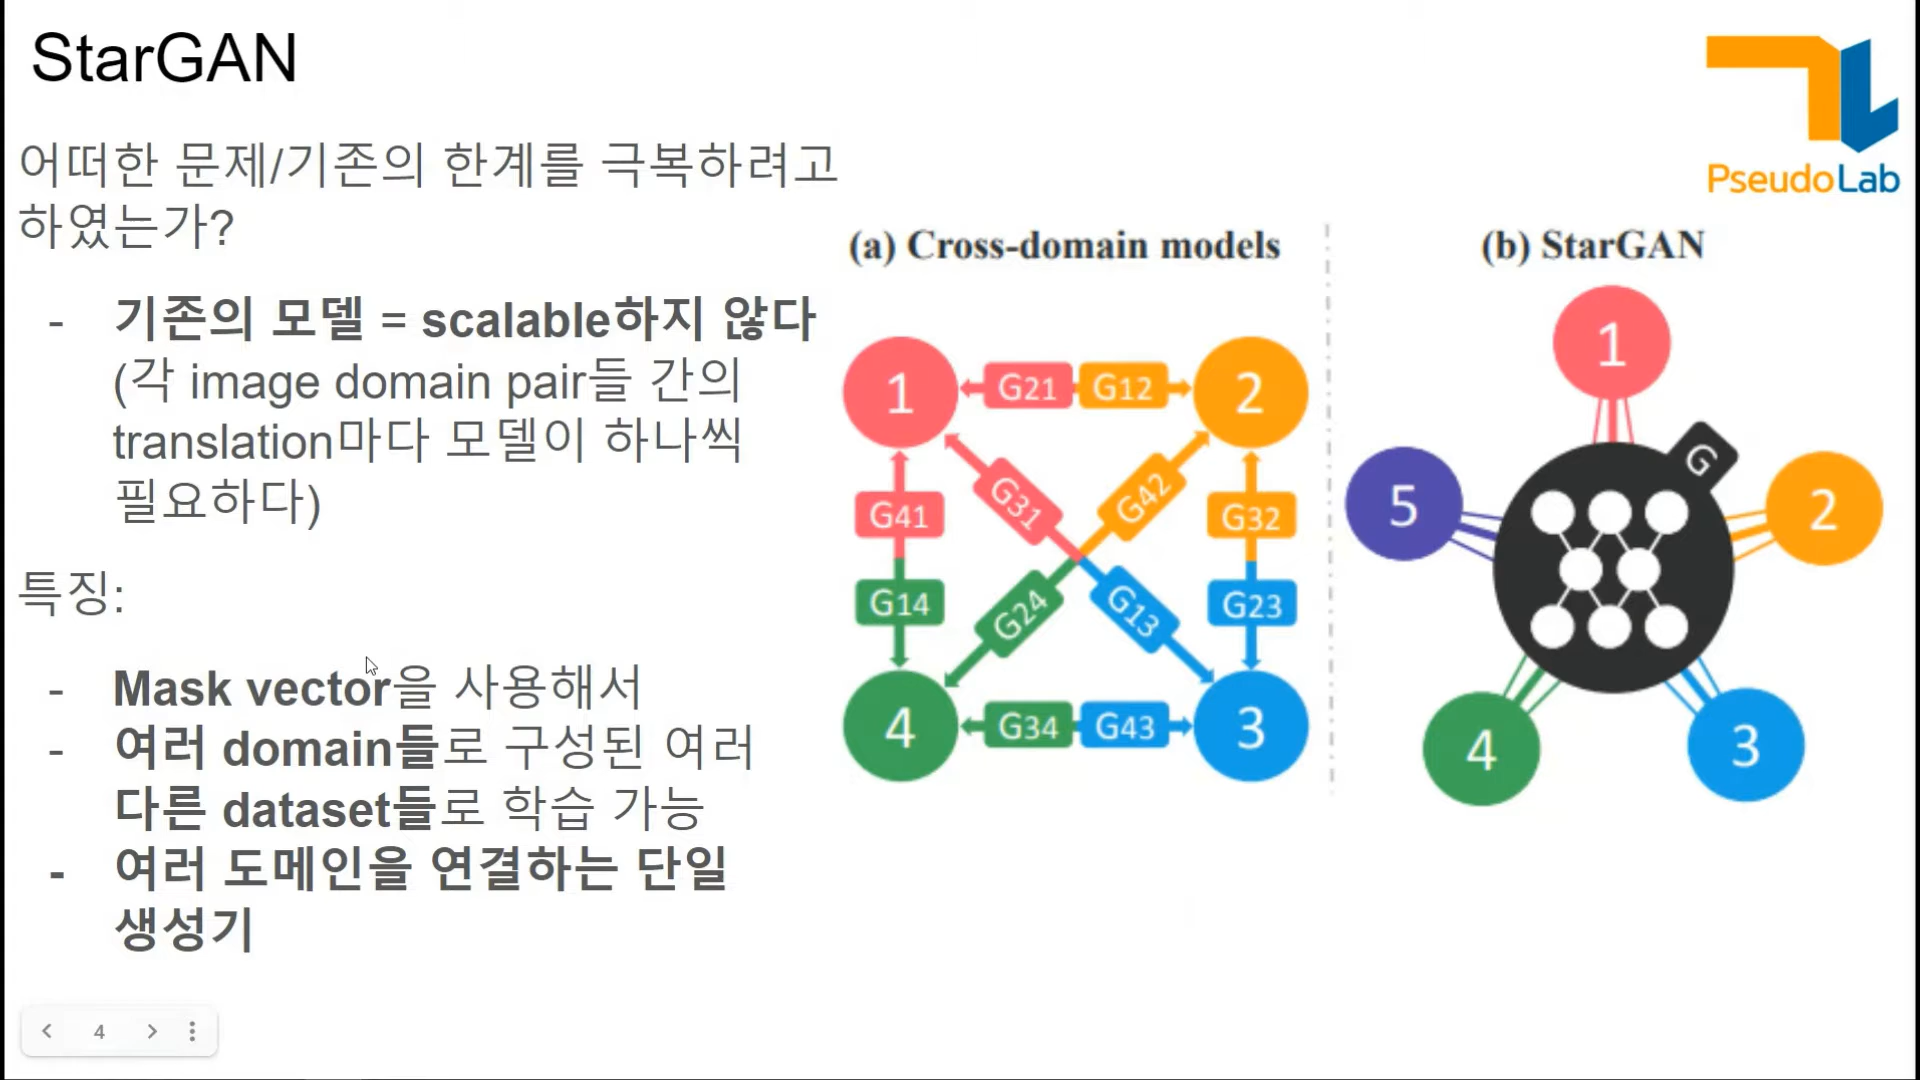 StarGAN
PseudoLab
어떠한 문제/기존의 한계를 극복하려고
하였는가?
- 기존의 모델 = scalable하지 않다
(각 image domain pair들 간의
translation마다 모델이 하나씩
필요하다)
특징:
- Mask vector을 사용해서
- 여러 domain들로 구성된 여러
다른 dataset들로 학습 가능
- 여러 도메인을 연결하는 단일
생성기
(a) Cross-domain models
1 G21 G12 2
G41 G31 G42 G32
G14 G24 G13 G23
4 G34 G43 3
(b) StarGAN
1
G
5 2
4 3
4